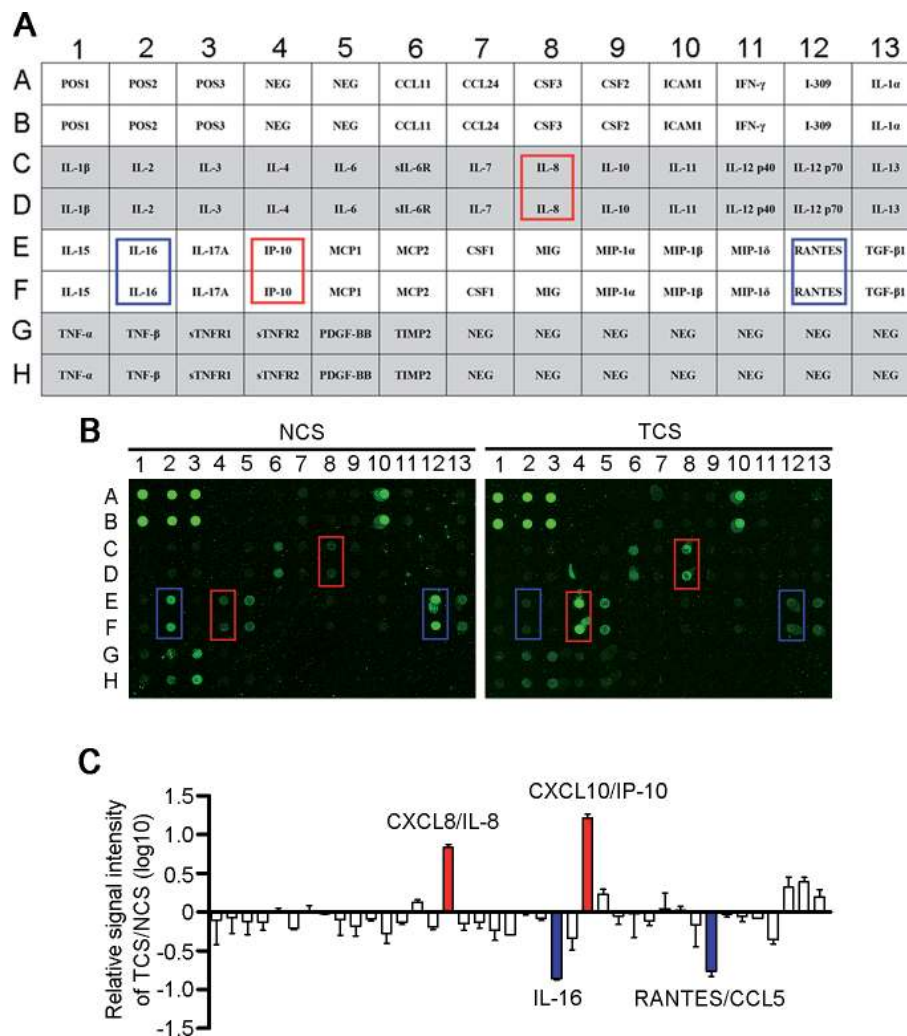 A
1 2 3 4 5 6 7 8 9 10 11 12 13
A POS1 POS2 POS3 NEG NEG CCL11 CCL24 CSF3 CSF2 ICAM1 IFN-γ I-309 IL-1α
B POS1 POS2 POS3 NEG NEG CCL11 CCL24 CSF3 CSF2 ICAM1 IFN-γ I-309 IL-1α
C IL-1β IL-2 IL-3 IL-4 IL-6 sIL-6R IL-7 IL-8 IL-10 IL-11 IL-12 p40 IL-12 p70 IL-13
D IL-1β IL-2 IL-3 IL-4 IL-6 sIL-6R IL-7 IL-8 IL-10 IL-11 IL-12 p40 IL-12 p70 IL-13
E IL-15 IL-16 IL-17A IP-10 MCP1 MCP2 CSF1 MIG MIP-1α MIP-1β MIP-1δ RANTES TGF-β1
F IL-15 IL-16 IL-17A IP-10 MCP1 MCP2 CSF1 MIG MIP-1α MIP-1β MIP-1δ RANTES TGF-β1
G TNF-α TNF-β sTNFR1 sTNFR2 PDGF-BB TIMP2 NEG NEG NEG NEG NEG NEG NEG
H TNF-α TNF-β sTNFR1 sTNFR2 PDGF-BB TIMP2 NEG NEG NEG NEG NEG NEG NEG
B
NCS TCS
1 2 3 4 5 6 7 8 9 10 11 12 13 1 2 3 4 5 6 7 8 9 10 11 12 13
A
B
C
D
E
F
G
H
C
Relative signal intensity
of TCS/NCS (log10)
1.5
1.0
0.5
0
-0.5
-1.0
-1.5
CXCL8/IL-8
CXCL10/IP-10
IL-16
RANTES/CCL5